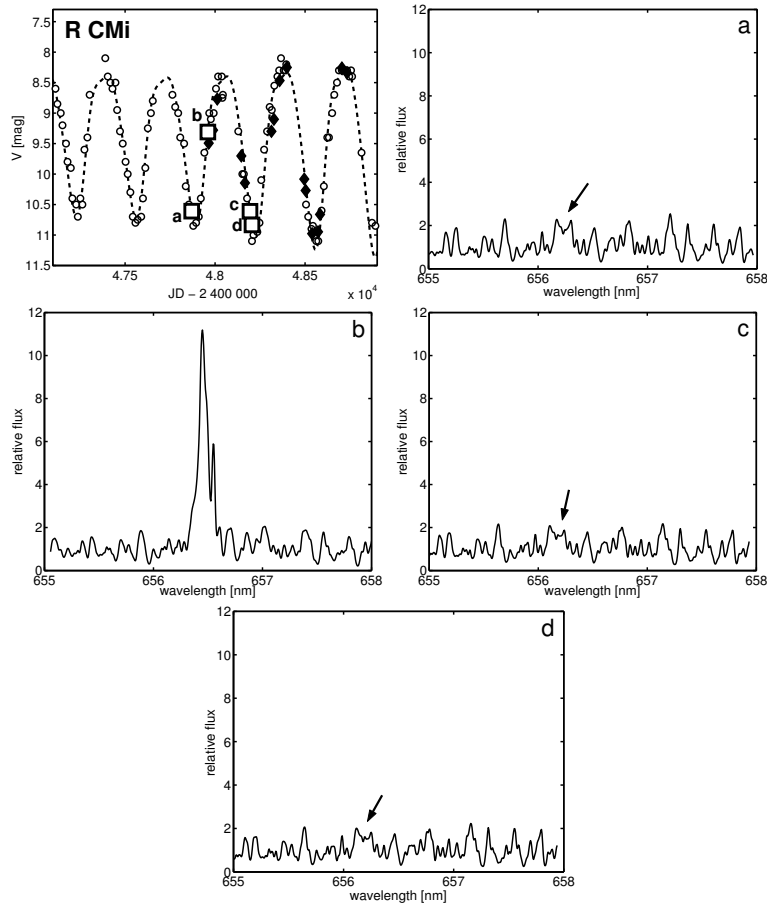 R CMi
7.5
8
8.5
9
9.5
10
10.5
11
11.5
V [mag]
4.75
4.8
4.85
x 10⁴
JD – 2 400 000
a
b
c
d
a
12
10
8
6
4
2
0
relative flux
655
656
657
658
wavelength [nm]
b
12
10
8
6
4
2
0
relative flux
655
656
657
658
wavelength [nm]
c
12
10
8
6
4
2
0
relative flux
655
656
657
658
wavelength [nm]
d
12
10
8
6
4
2
0
relative flux
655
656
657
658
wavelength [nm]